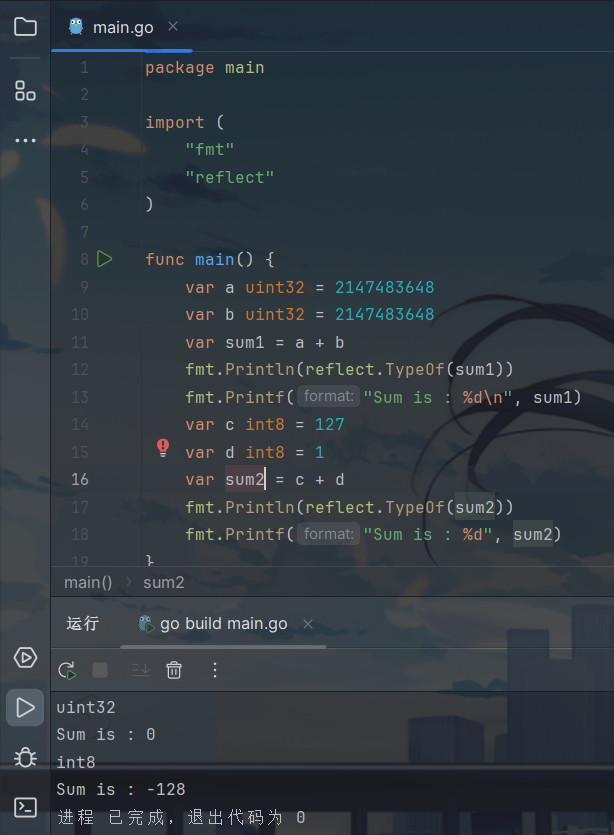 main.go
1 package main
2
3 import (
4 "fmt"
5 "reflect"
6 )
7
8 func main() {
9 var a uint32 = 2147483648
10 var b uint32 = 2147483648
11 var sum1 = a + b
12 fmt.Println(reflect.TypeOf(sum1))
13 fmt.Printf( format: "Sum is : %d\n", sum1)
14 var c int8 = 127
15 var d int8 = 1
16 var sum2 = c + d
17 fmt.Println(reflect.TypeOf(sum2))
18 fmt.Printf( format: "Sum is : %d", sum2)
19 }
main() › sum2
运行 go build main.go
uint32
Sum is : 0
int8
Sum is : -128
进程 已完成，退出代码为 0